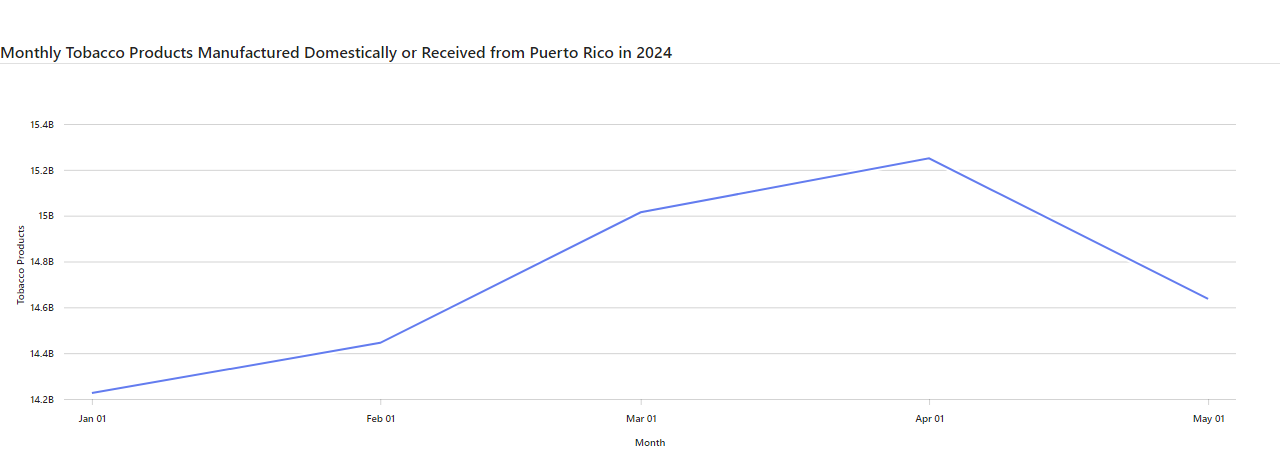 Monthly Tobacco Products Manufactured Domestically or Received from Puerto Rico in 2024
15.4B
15.2B
15B
14.8B
14.6B
14.4B
14.2B
Tobacco Products
Jan 01
Feb 01
Mar 01
Apr 01
May 01
Month